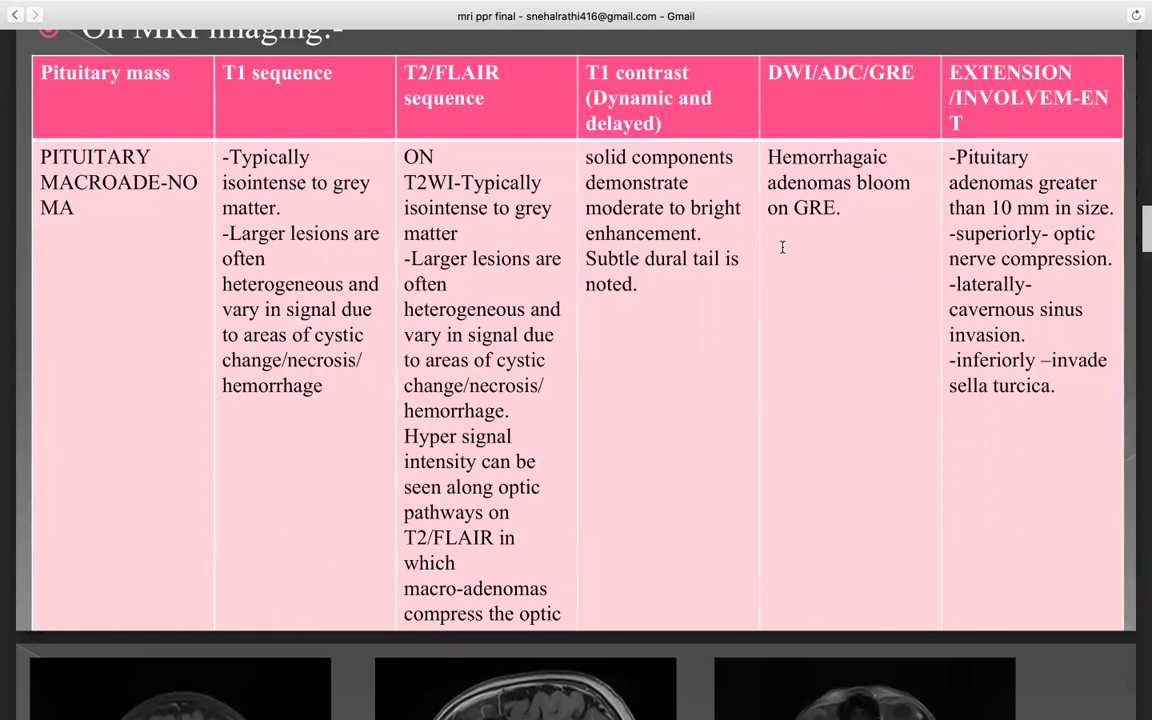 mri ppr final - snehalrathi416@gmail.com - Gmail
On MRI imaging:-
Pituitary mass
T1 sequence
T2/FLAIR
sequence
T1 contrast
(Dynamic and
delayed)
DWI/ADC/GRE
EXTENSION
/INVOLVEM-EN
T
PITUITARY
MACROADE-NO
MA
-Typically
isointense to grey
matter.
-Larger lesions are
often
heterogeneous and
vary in signal due
to areas of cystic
change/necrosis/
hemorrhage
ON
T2WI-Typically
isointense to grey
matter
-Larger lesions are
often
heterogeneous and
vary in signal due
to areas of cystic
change/necrosis/
hemorrhage.
Hyper signal
intensity can be
seen along optic
pathways on
T2/FLAIR in
which
macro-adenomas
compress the optic
solid components
demonstrate
moderate to bright
enhancement.
Subtle dural tail is
noted.
Hemorrhagaic
adenomas bloom
on GRE.
-Pituitary
adenomas greater
than 10 mm in size.
-superiorly- optic
nerve compression.
-laterally-
cavernous sinus
invasion.
-inferiorly –invade
sella turcica.